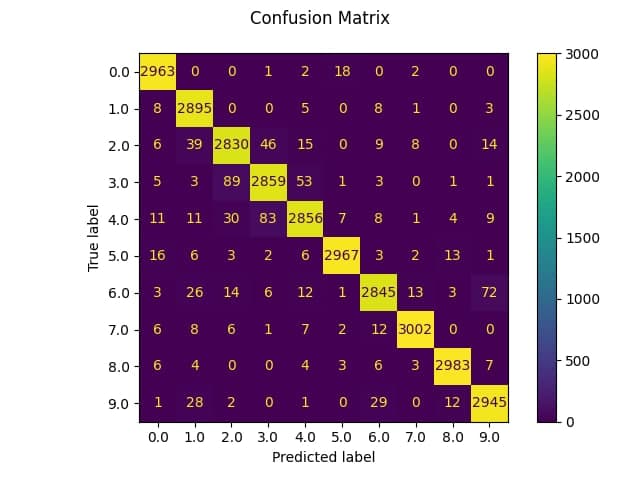 Confusion Matrix
0.0 2963 0 0 1 2 18 0 2 0 0
1.0 8 2895 0 0 5 0 8 1 0 3
2.0 6 39 2830 46 15 0 9 8 0 14
3.0 5 3 89 2859 53 1 3 0 1 1
4.0 11 11 30 83 2856 7 8 1 4 9
5.0 16 6 3 2 6 2967 3 2 13 1
6.0 3 26 14 6 12 1 2845 13 3 72
7.0 6 8 6 1 7 2 12 3002 0 0
8.0 6 4 0 0 4 3 6 3 2983 7
9.0 1 28 2 0 1 0 29 0 12 2945
0.0 1.0 2.0 3.0 4.0 5.0 6.0 7.0 8.0 9.0
Predicted label
True label
3000
2500
2000
1500
1000
500
0